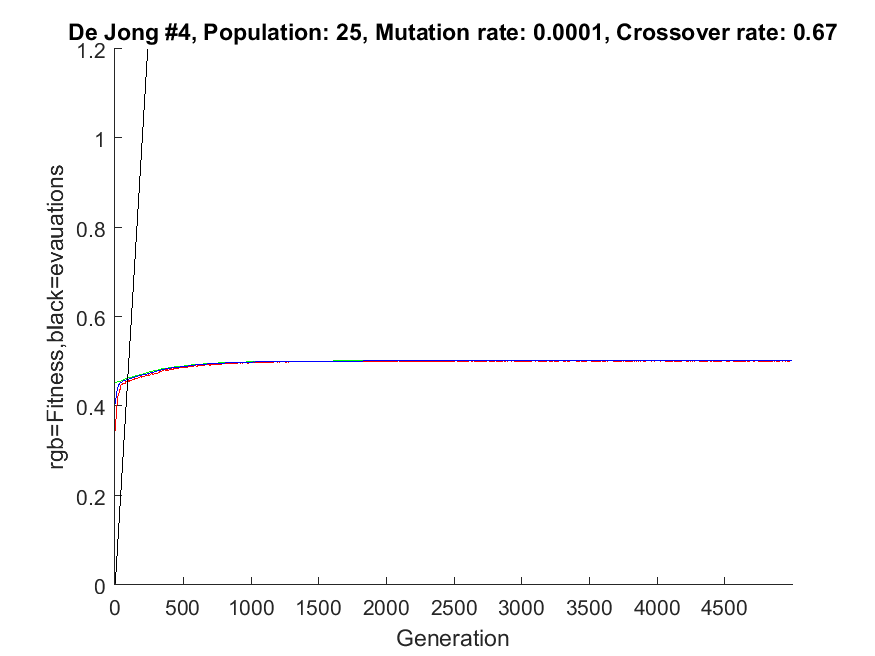 De Jong #4, Population: 25, Mutation rate: 0.0001, Crossover rate: 0.67
1.2
1
0.8
0.6
0.4
0.2
0
rgb=Fitness,black=evauations
0 500 1000 1500 2000 2500 3000 3500 4000 4500
Generation